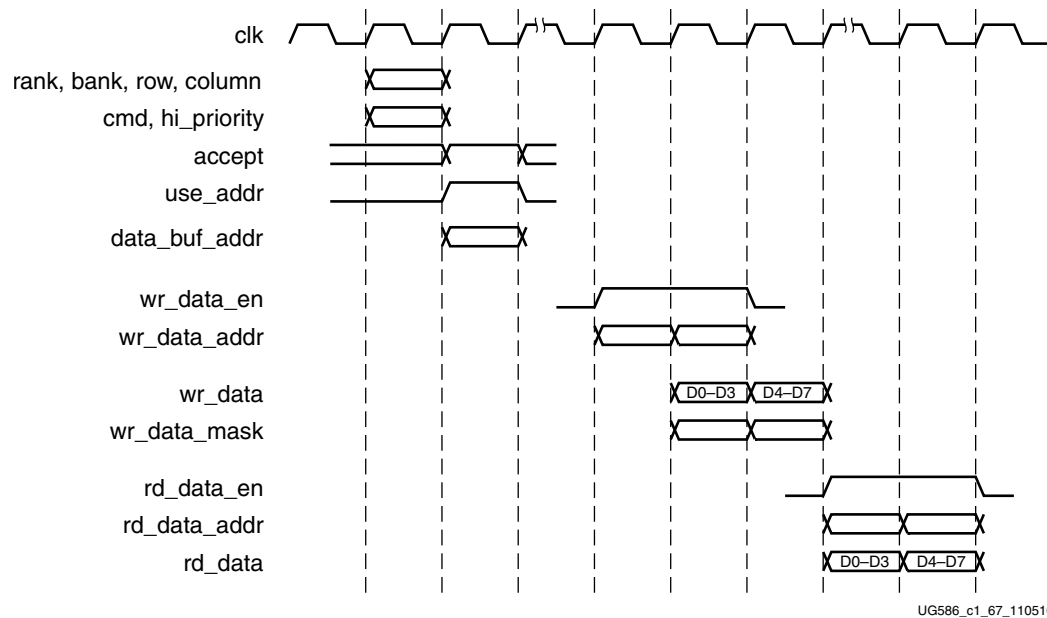 clk
rank, bank, row, column
cmd, hi_priority
accept
use_addr
data_buf_addr
wr_data_en
wr_data_addr
wr_data D0–D3 D4–D7
wr_data_mask
rd_data_en
rd_data_addr
rd_data D0–D3 D4–D7
UG586_c1_67_110510